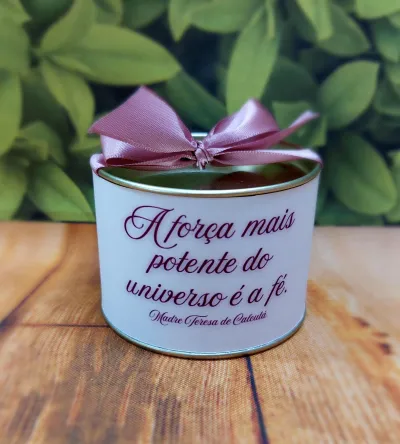 A força mais
potente do
universo é a fé.
Madre Teresa de Calcutá